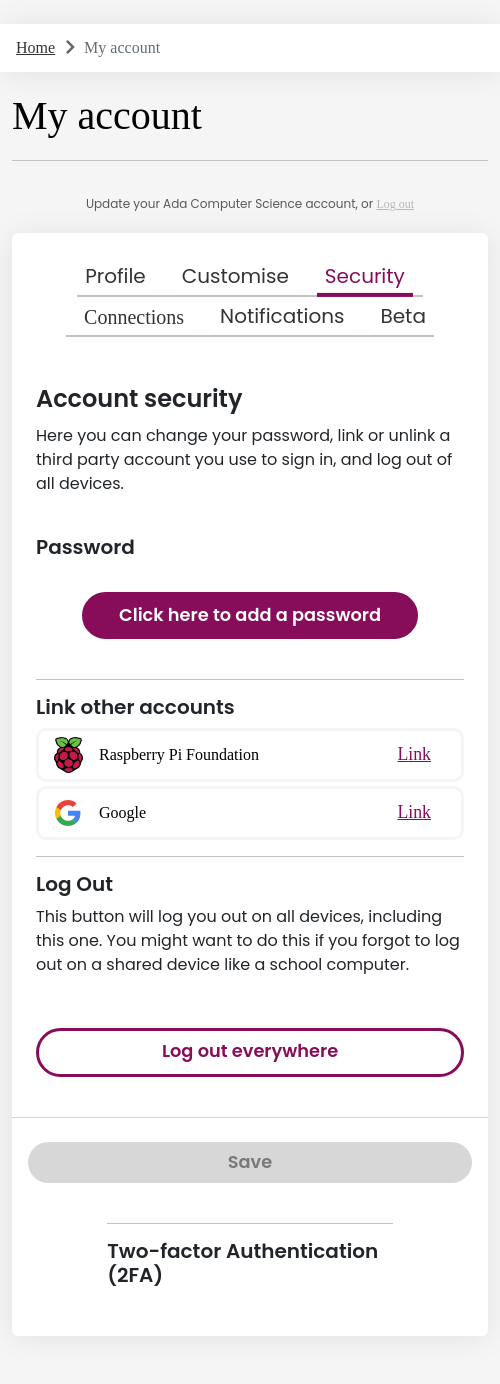 Home My account
My account
Update your Ada Computer Science account, or Log out
Profile Customise Security
Connections Notifications Beta
Account security
Here you can change your password, link or unlink a
third party account you use to sign in, and log out of
all devices.
Password
Click here to add a password
Link other accounts
Raspberry Pi Foundation Link
Google Link
Log Out
This button will log you out on all devices, including
this one. You might want to do this if you forgot to log
out on a shared device like a school computer.
Log out everywhere
Save
Two-factor Authentication
(2FA)